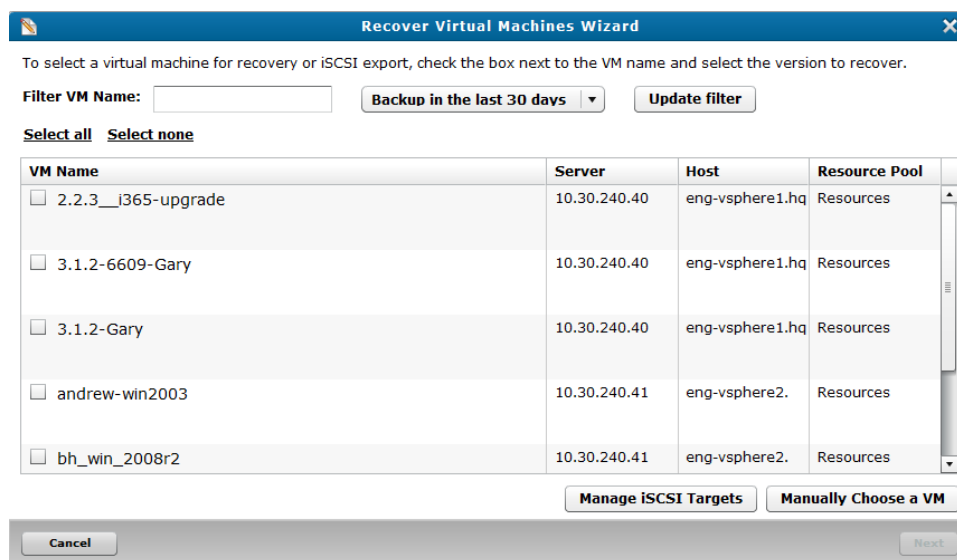 Recover Virtual Machines Wizard
To select a virtual machine for recovery or iSCSI export, check the box next to the VM name and select the version to recover.
Filter VM Name: Backup in the last 30 days Update filter
Select all Select none
VM Name Server Host Resource Pool
2.2.3__i365-upgrade 10.30.240.40 eng-vsphere1.hq Resources
3.1.2-6609-Gary 10.30.240.40 eng-vsphere1.hq Resources
3.1.2-Gary 10.30.240.40 eng-vsphere1.hq Resources
andrew-win2003 10.30.240.41 eng-vsphere2. Resources
bh_win_2008r2 10.30.240.41 eng-vsphere2. Resources
Manage iSCSI Targets Manually Choose a VM
Cancel Next